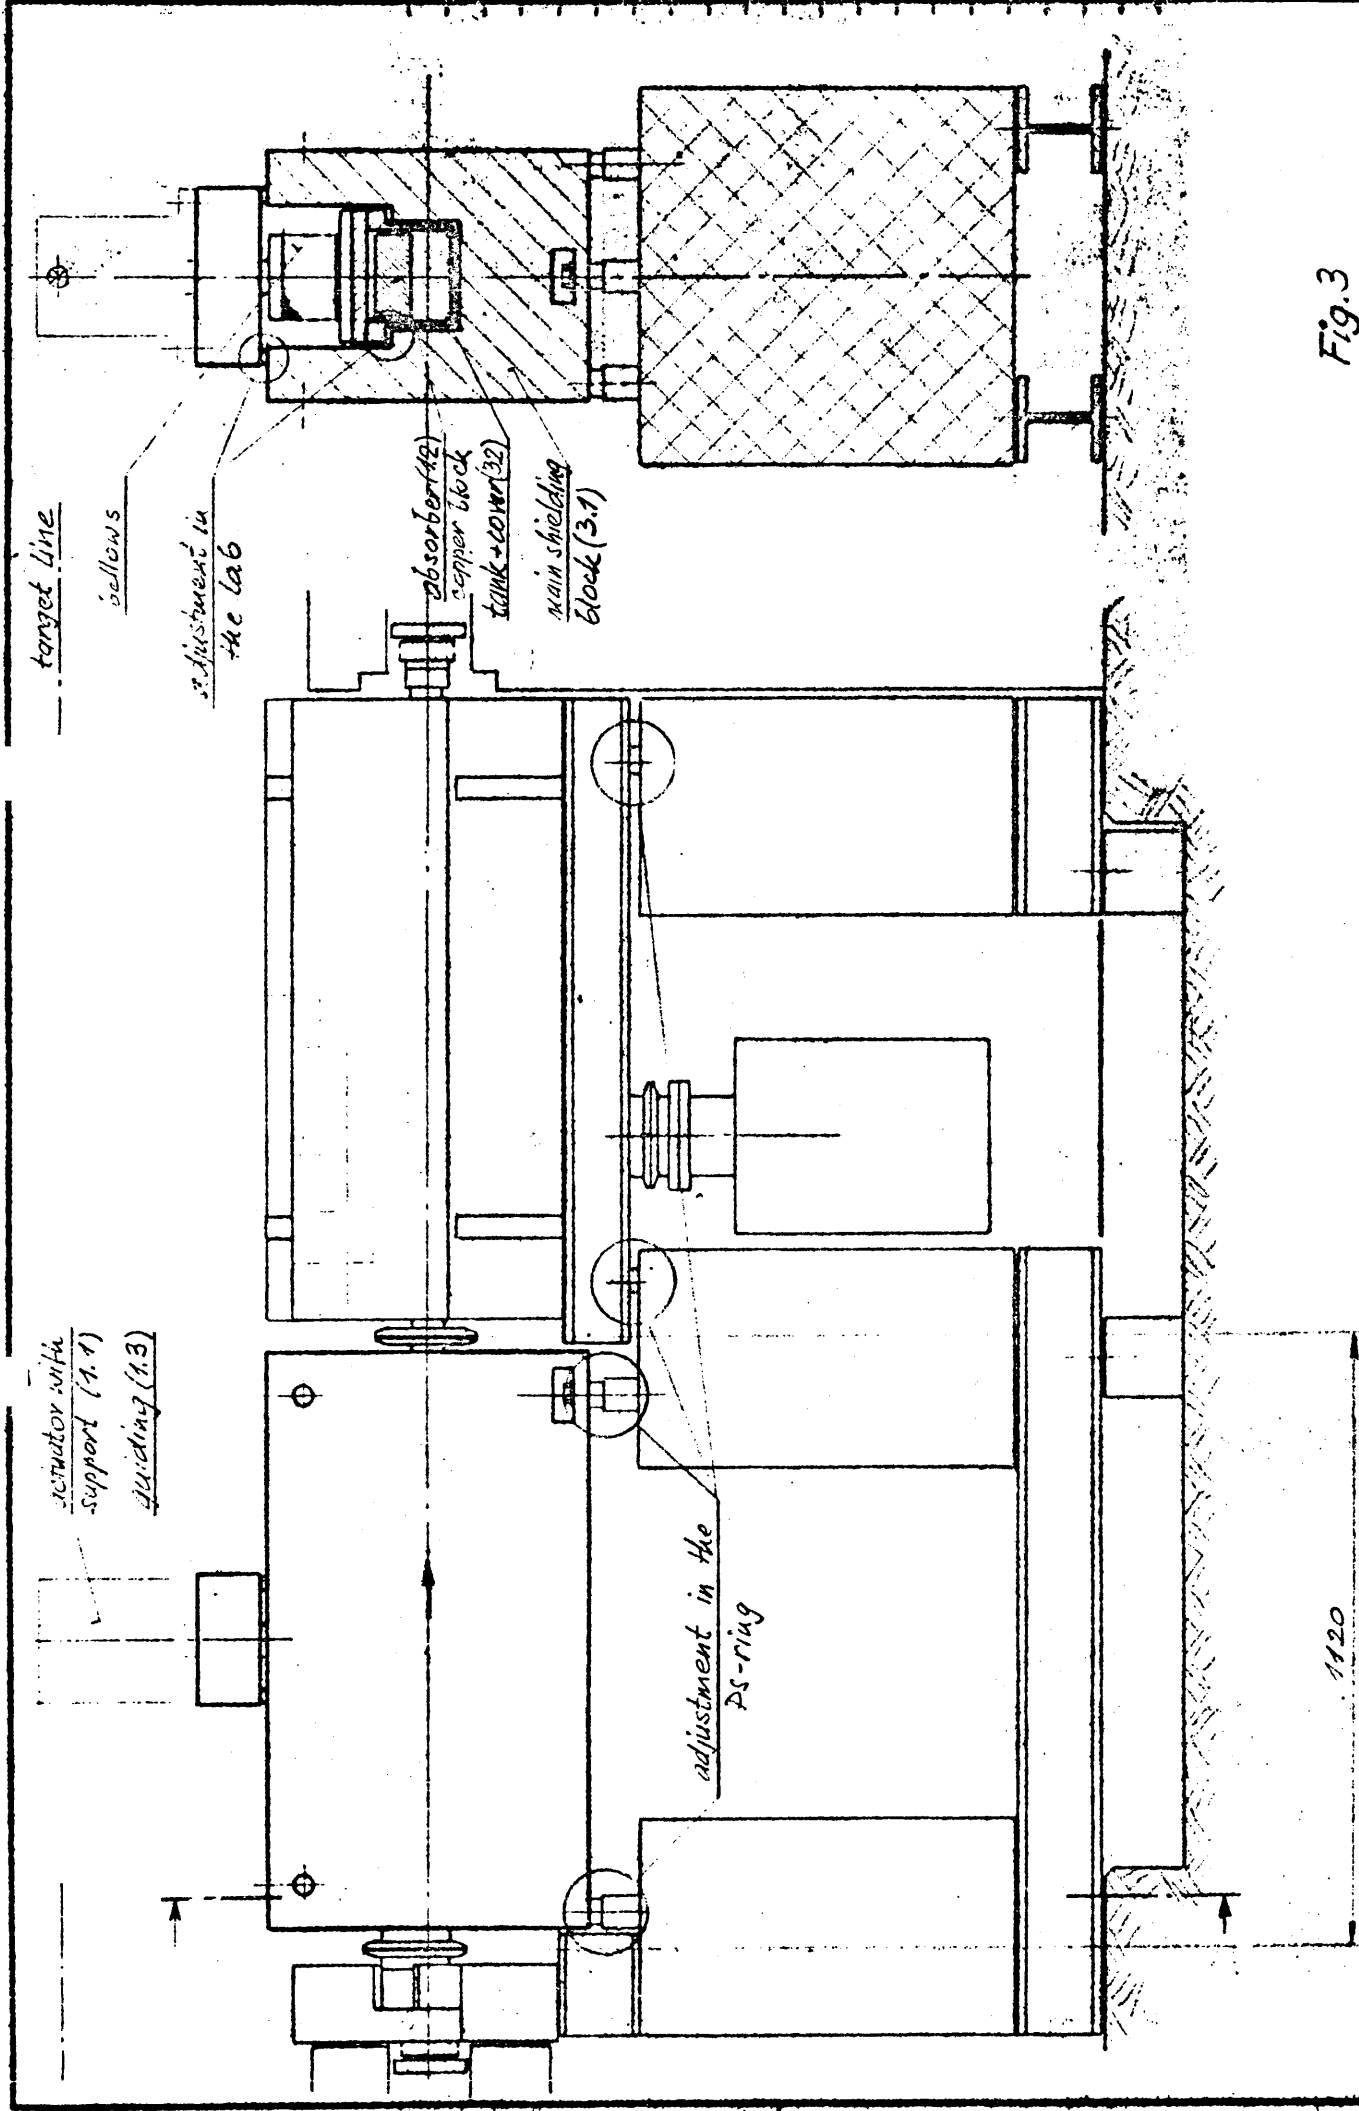 target line
bellows
adjustment in
the lab
absorber (1.2)
copper block
tank + cover (3.2)
main shielding
block (3.1)
actuator with
support (1.1)
guiding (1.3)
adjustment in the
PS-ring
1120
Fig. 3